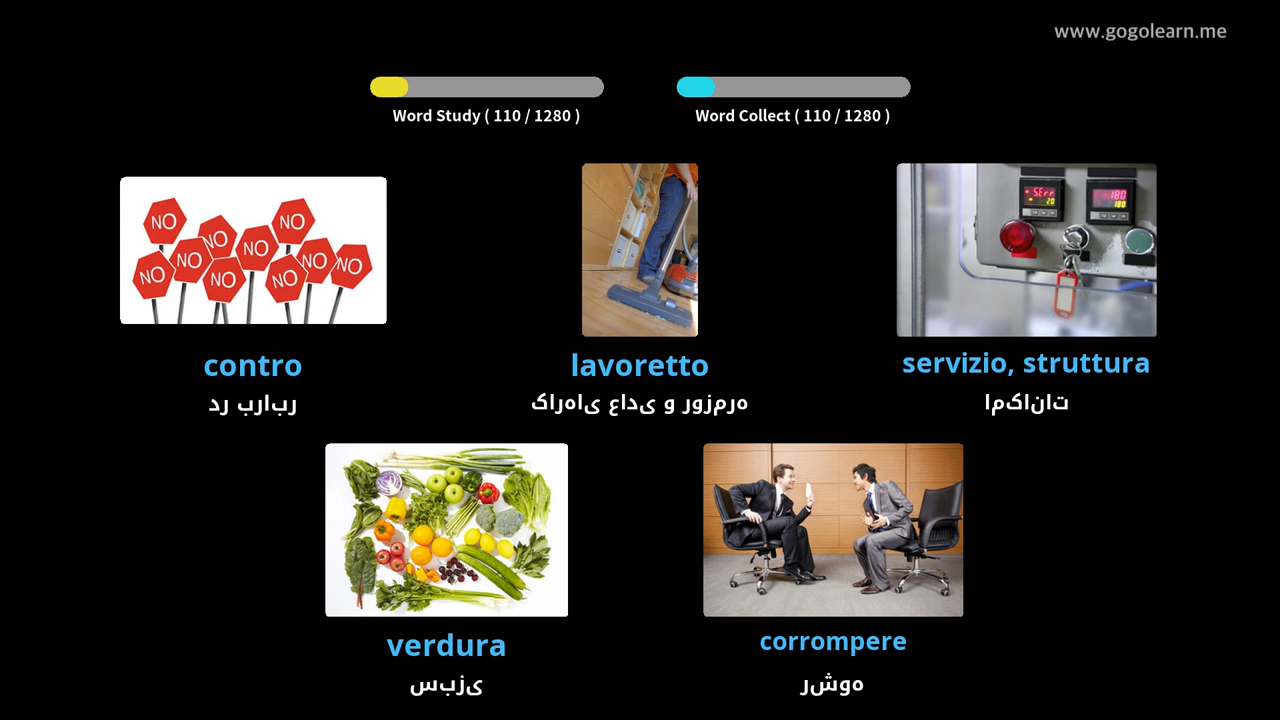 www.gogolearn.me
Word Study ( 110 / 1280 )
Word Collect ( 110 / 1280 )
NO NO NO NO NO NO NO NO NO NO
contro
در برابر
lavoretto
کارهای عادی و روزمره
servizio, struttura
امکانات
verdura
سبزی
corrompere
رشوه